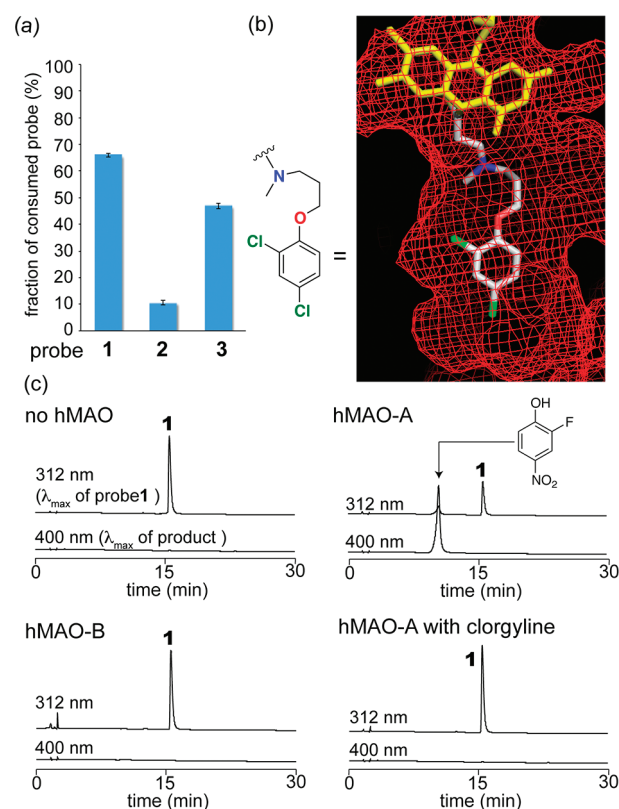 (a)
fraction of consumed probe (%)
100
90
80
70
60
50
40
30
20
10
0
probe 1 2 3
(b)
N
O
Cl
Cl
=
(c)
no hMAO
1
312 nm
(λmax of probe1 )
400 nm (λmax of product )
0 15 30
time (min)
hMAO-A
OH
F
NO2
1
312 nm
400 nm
0 15 30
time (min)
hMAO-B
1
312 nm
400 nm
0 15 30
time (min)
hMAO-A with clorgyline
1
312 nm
400 nm
0 15 30
time (min)